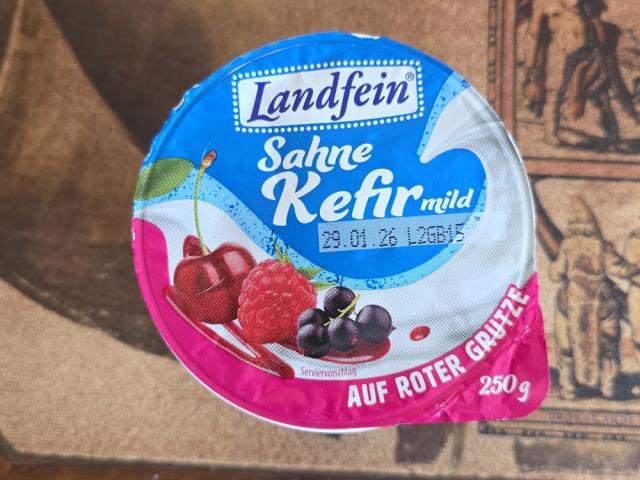 Landfein®
Sahne
Kefir mild
29.01.26 L2GB15
Serviervorschlag
AUF ROTER GRÜTZE
250g